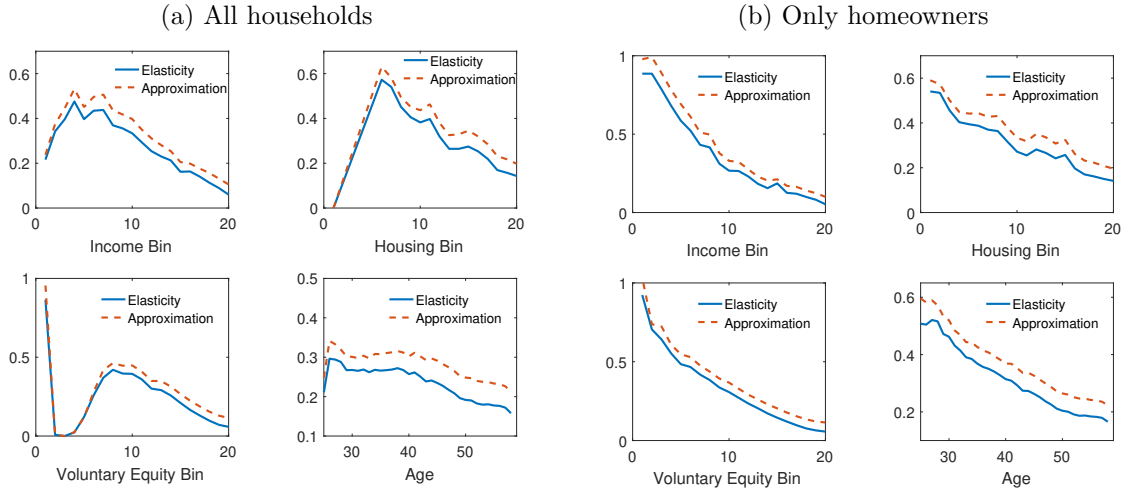 (a) All households
(b) Only homeowners
Elasticity
Approximation
0.6
0.4
0.2
0
0
10
20
Income Bin
Elasticity
Approximation
0.6
0.4
0.2
0
0
10
20
Housing Bin
Elasticity
Approximation
1
0.5
0
0
10
20
Voluntary Equity Bin
Elasticity
Approximation
0.5
0.4
0.3
0.2
0.1
30
40
50
Age
Elasticity
Approximation
1
0.5
0
0
10
20
Income Bin
Elasticity
Approximation
0.6
0.4
0.2
0
0
10
20
Housing Bin
Elasticity
Approximation
1
0.5
0
0
10
20
Voluntary Equity Bin
Elasticity
Approximation
0.6
0.4
0.2
30
40
50
Age